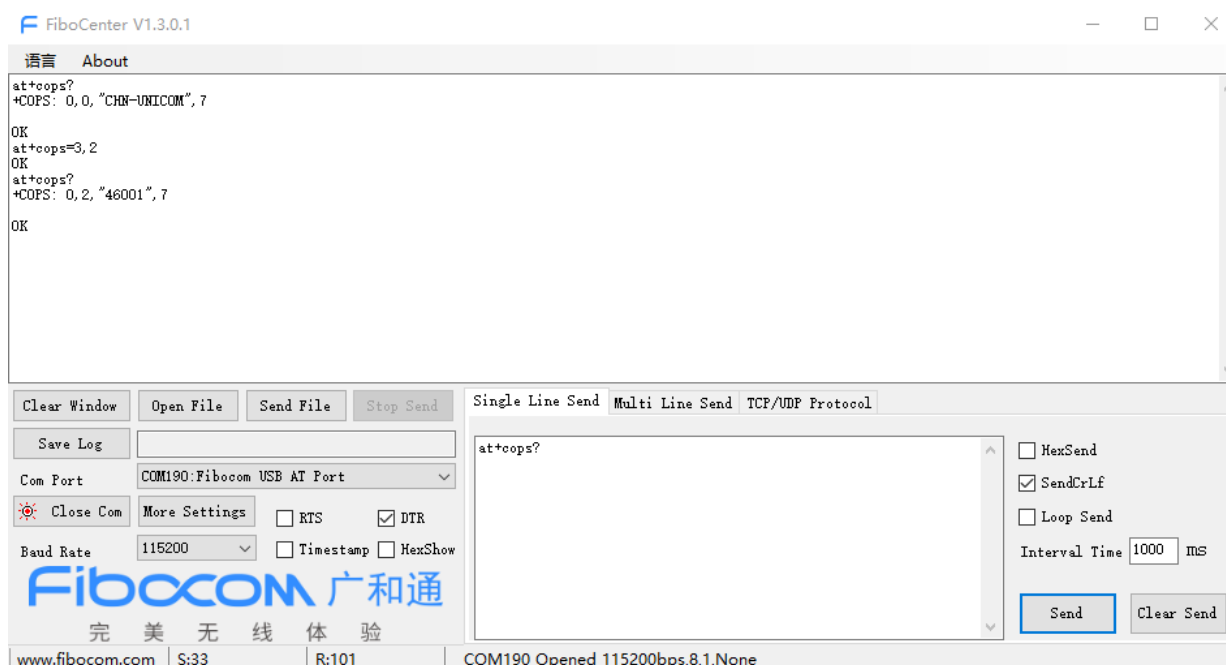 FiboCenter V1.3.0.1
语言 About
at+cops?
+COPS: 0,0,"CHN-UNICOM",7
OK
at+cops=3,2
OK
at+cops?
+COPS: 0,2,"46001",7
OK
Clear Window Open File Send File Stop Send
Save Log
Com Port COM190:Fibocom USB AT Port
Close Com More Settings RTS DTR
Baud Rate 115200 Timestamp HexShow
Fibocom 广和通
完美无线体验
Single Line Send Multi Line Send TCP/UDP Protocol
at+cops?
HexSend
SendCrLf
Loop Send
Interval Time 1000 ms
Send Clear Send
www.fibocom.com S:33 R:101 COM190 Opened 115200bps,8,1,None